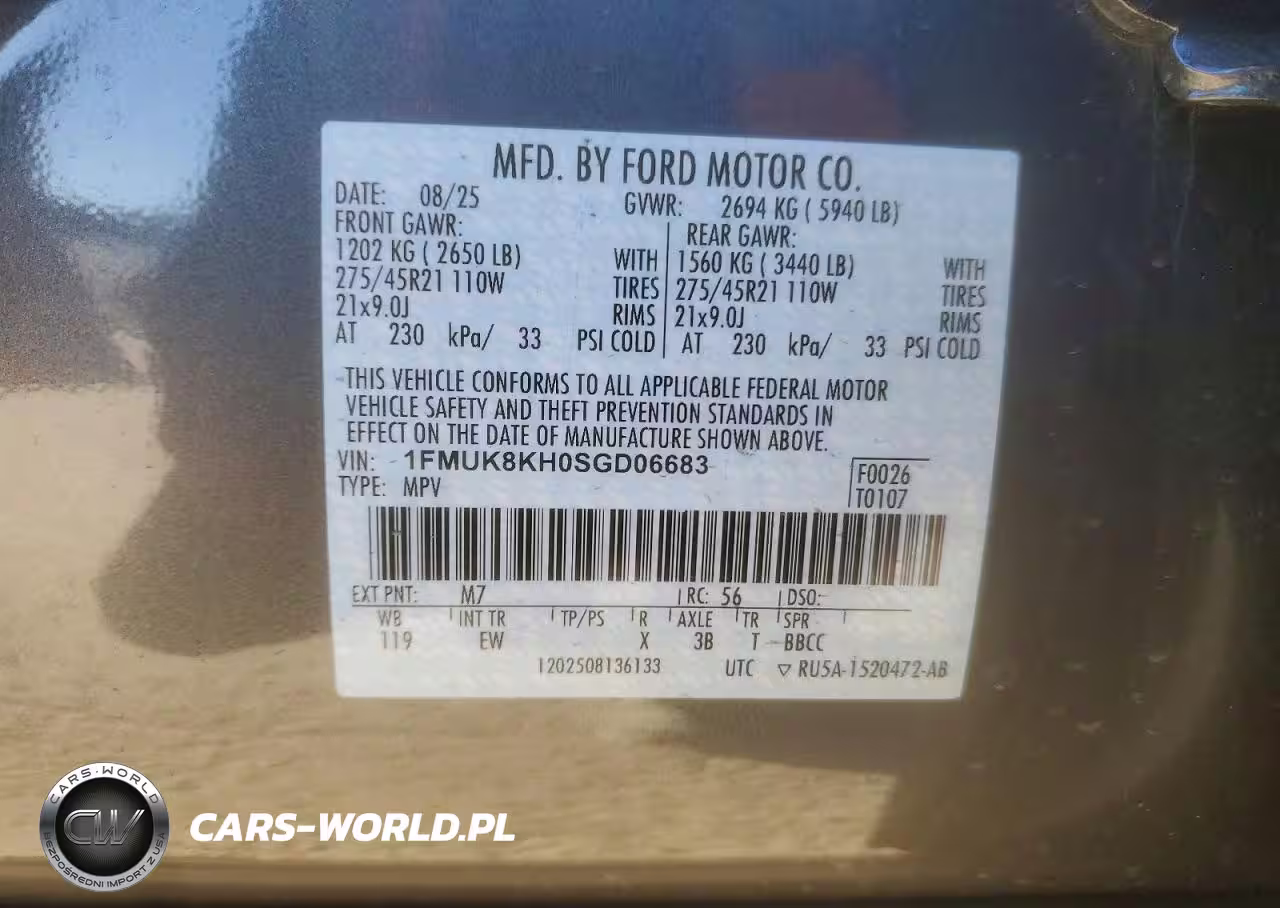 MFD. BY FORD MOTOR CO.
DATE: 08/25 GVWR: 2694 KG ( 5940 LB)
FRONT GAWR: REAR GAWR:
1202 KG ( 2650 LB) WITH 1560 KG ( 3440 LB) WITH
275/45R21 110W TIRES 275/45R21 110W TIRES
21x9.0J RIMS 21x9.0J RIMS
AT 230 kPa/ 33 PSI COLD AT 230 kPa/ 33 PSI COLD
THIS VEHICLE CONFORMS TO ALL APPLICABLE FEDERAL MOTOR
VEHICLE SAFETY AND THEFT PREVENTION STANDARDS IN
EFFECT ON THE DATE OF MANUFACTURE SHOWN ABOVE.
VIN: 1FMUK8KH0SGD06683
TYPE: MPV
F0026
T0107
EXT PNT: M7 RC: 56 DSO:
WB INT TR TP/PS R AXLE TR SPR
119 EW X 3B T BBCC
1202508136133 UTC ▽ RU5A-1520472-AB
CARS-WORLD
CW
BEZPOŚREDNI IMPORT Z USA
CARS-WORLD.PL